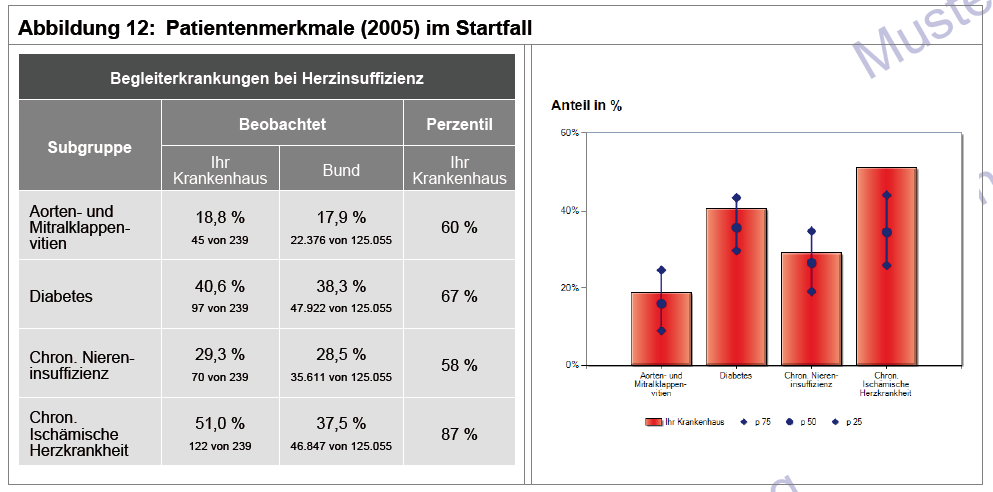 Abbildung 12: Patientenmerkmale (2005) im Startfall
Begleiterkrankungen bei Herzinsuffizienz
Subgruppe
Beobachtet
Perzentil
Ihr
Krankenhaus
Bund
Ihr
Krankenhaus
Aorten- und
Mitralklappen-
vitien
18,8 %
45 von 239
17,9 %
22.376 von 125.055
60 %
Diabetes
40,6 %
97 von 239
38,3 %
47.922 von 125.055
67 %
Chron. Nieren-
insuffizienz
29,3 %
70 von 239
28,5 %
35.611 von 125.055
58 %
Chron.
Ischämische
Herzkrankheit
51,0 %
122 von 239
37,5 %
46.847 von 125.055
87 %
Anteil in %
60%
40%
20%
0%
Aorten- und
Mitralklappen-
vitien
Diabetes
Chron. Nieren-
insuffizienz
Chron.
Ischämische
Herzkrankheit
Ihr Krankenhaus p 75 p 50 p 25